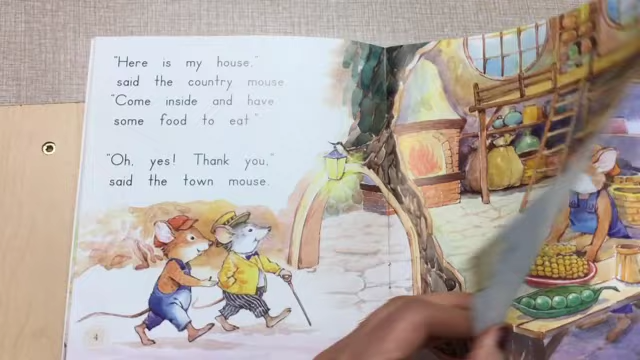 "Here is my house,"
said the country mouse.
"Come inside and have
some food to eat."
"Oh, yes! Thank you,"
said the town mouse.
4